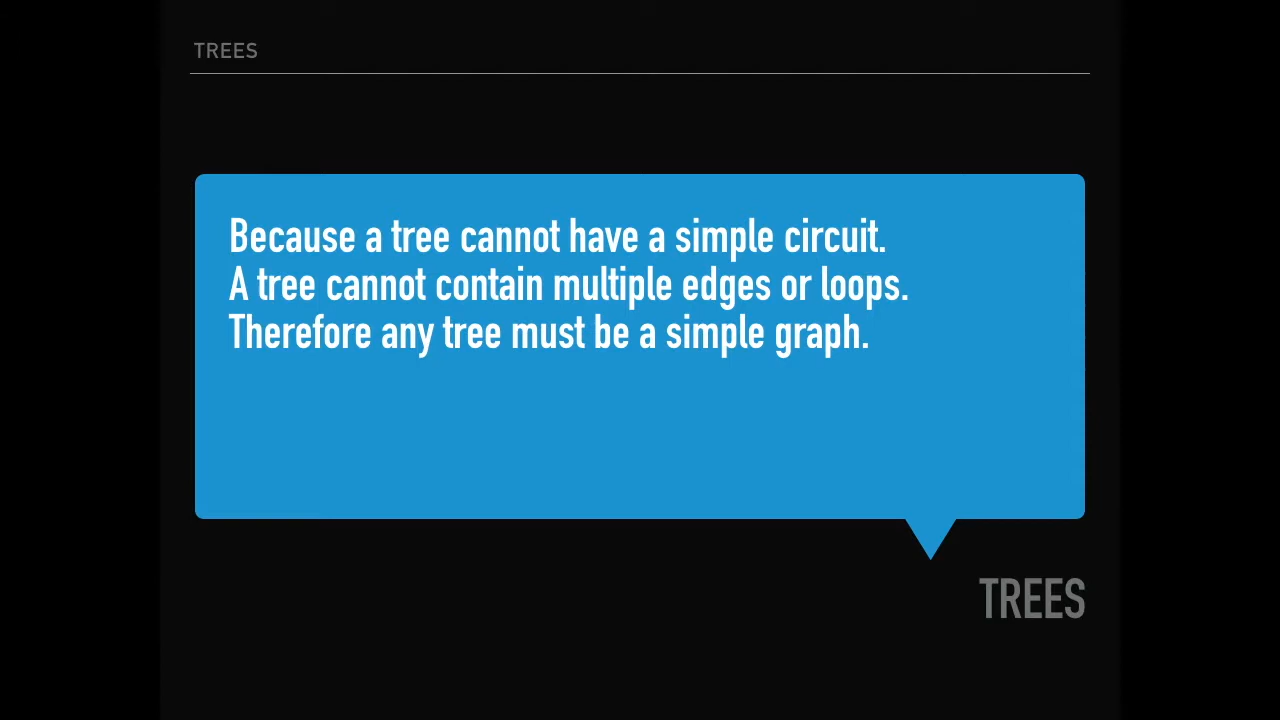 TREES
Because a tree cannot have a simple circuit.
A tree cannot contain multiple edges or loops.
Therefore any tree must be a simple graph.
TREES